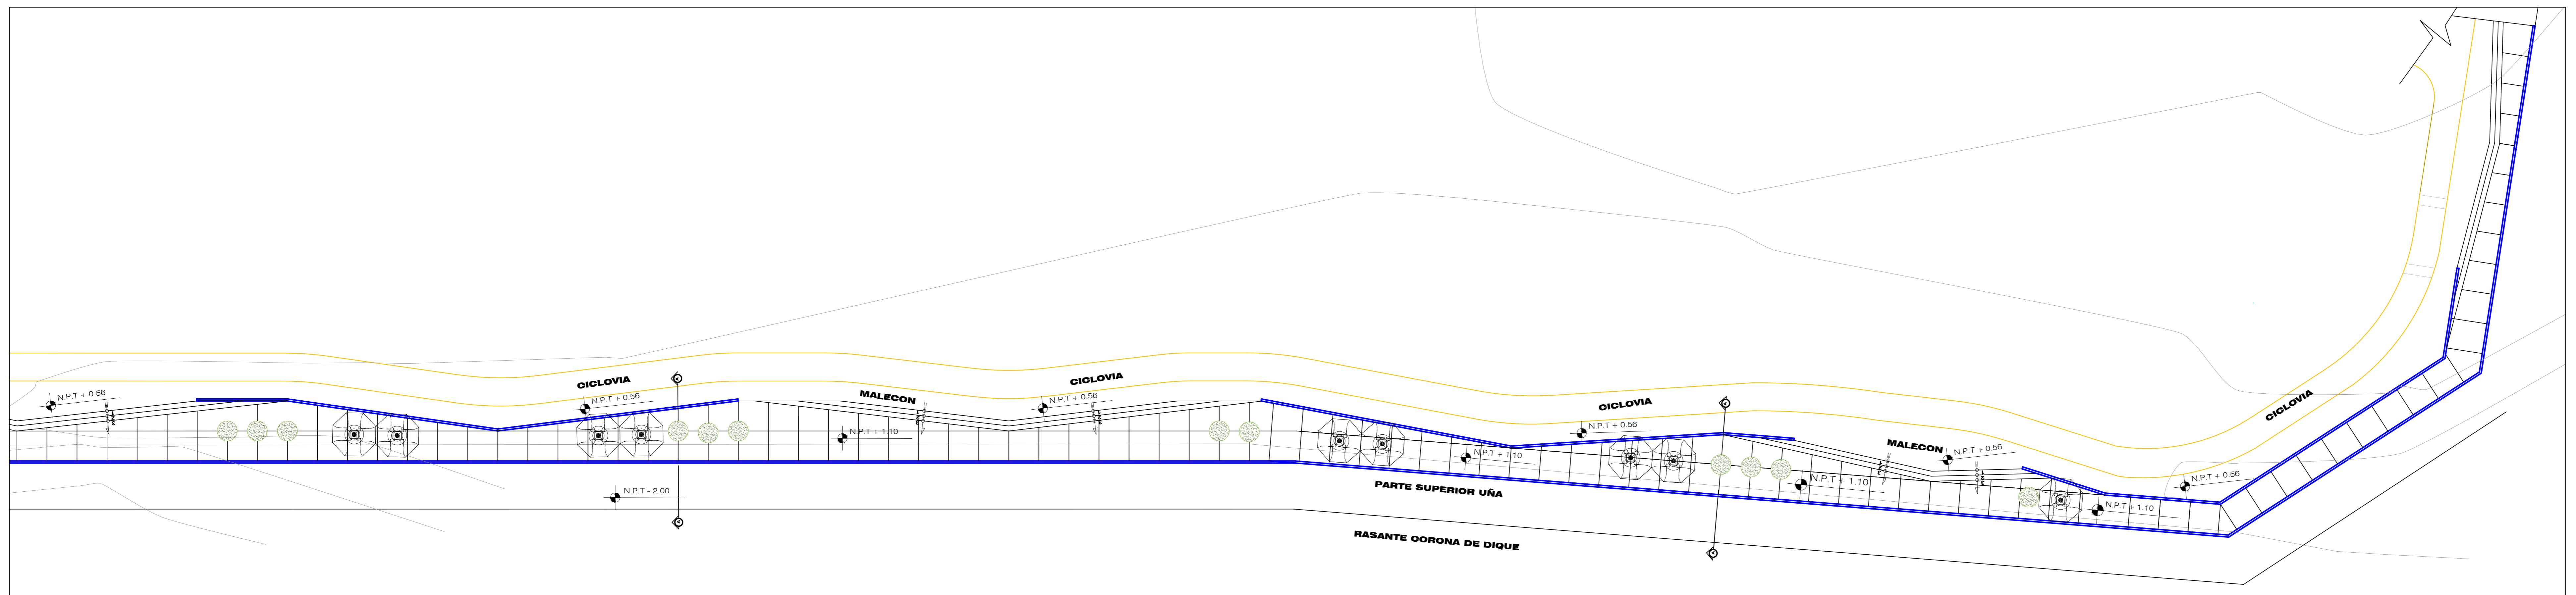 N.P.T + 0.56
CICLOVIA
N.P.T + 0.56
MALECON
CICLOVIA
N.P.T + 0.56
N.P.T + 1.10
N.P.T - 2.00
CICLOVIA
N.P.T + 0.56
N.P.T + 1.10
PARTE SUPERIOR UÑA
RASANTE CORONA DE DIQUE
MALECON
N.P.T + 0.56
N.P.T + 1.10
CICLOVIA
N.P.T + 0.56
N.P.T + 1.10